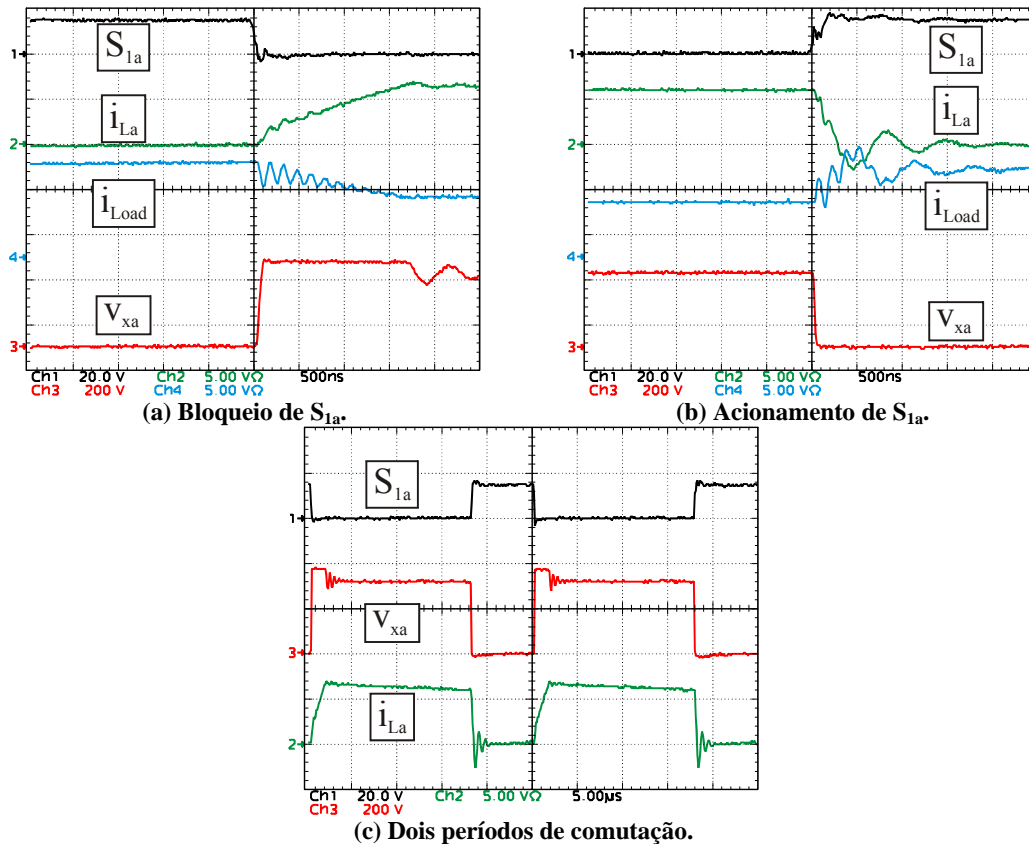 1
S1a
iLa
2
iLoad
4
vxa
3
Ch1 20.0 V Ch2 5.00 VΩ 500ns
Ch3 200 V Ch4 5.00 VΩ
(a) Bloqueio de S1a.
1
S1a
iLa
2
iLoad
4
vxa
3
Ch1 20.0 V Ch2 5.00 VΩ 500ns
Ch3 200 V Ch4 5.00 VΩ
(b) Acionamento de S1a.
S1a
1
vxa
3
iLa
2
Ch1 20.0 V Ch2 5.00 VΩ 5.00µs
Ch3 200 V
(c) Dois períodos de comutação.